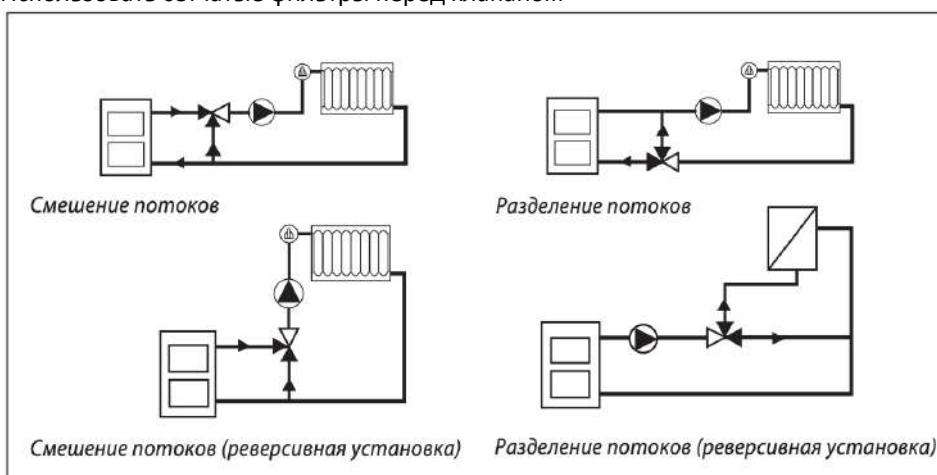 Смешение потоков
Разделение потоков
Смешение потоков (реверсивная установка)
Разделение потоков (реверсивная установка)